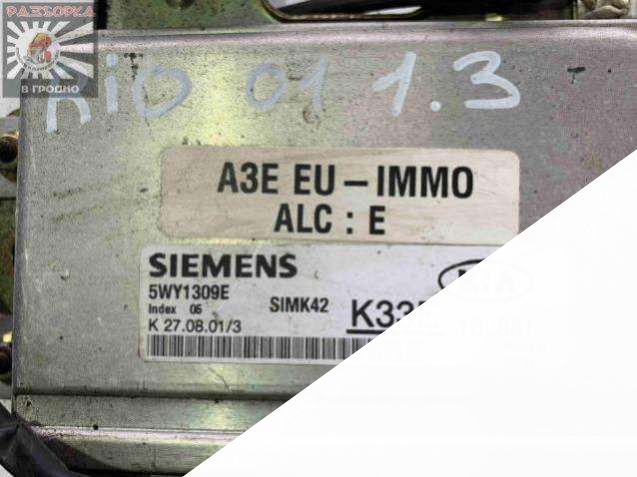 РАЗБОРКА
В ГРОДНО
RIO 01 1.3
A3E EU – IMMO
ALC : E
SIEMENS
5WY1309E
Index 06
SIMK42
K 27.08.01/3